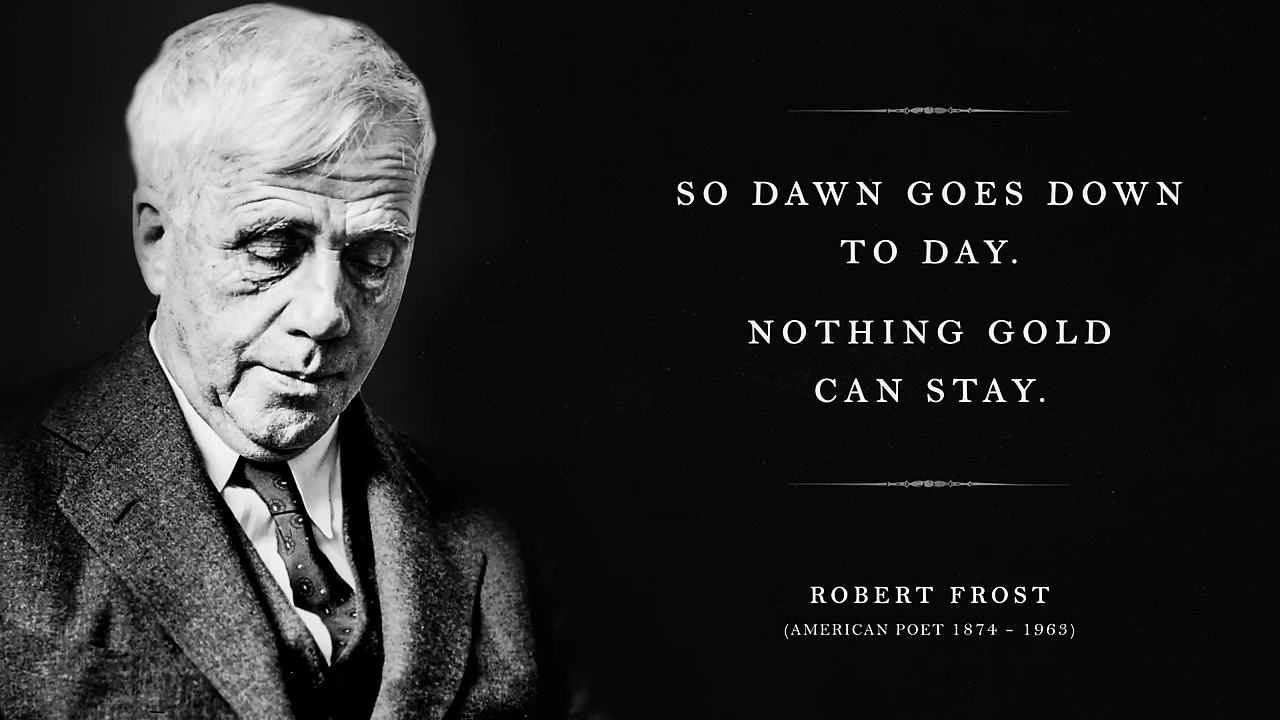 SO DAWN GOES DOWN
TO DAY.
NOTHING GOLD
CAN STAY.
ROBERT FROST
(AMERICAN POET 1874 – 1963)